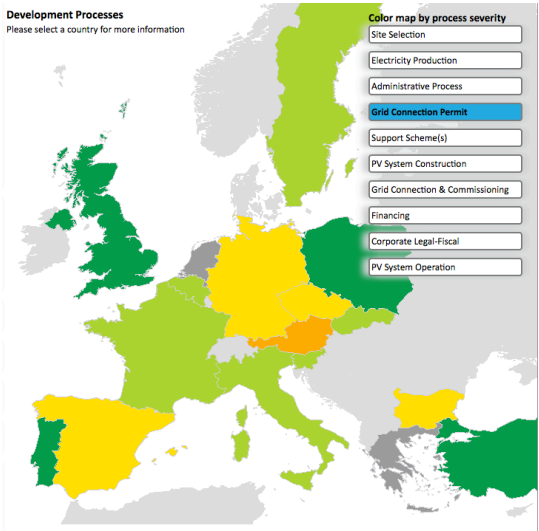 Development Processes
Please select a country for more information
Color map by process severity
Site Selection
Electricity Production
Administrative Process
Grid Connection Permit
Support Scheme(s)
PV System Construction
Grid Connection & Commissioning
Financing
Corporate Legal-Fiscal
PV System Operation